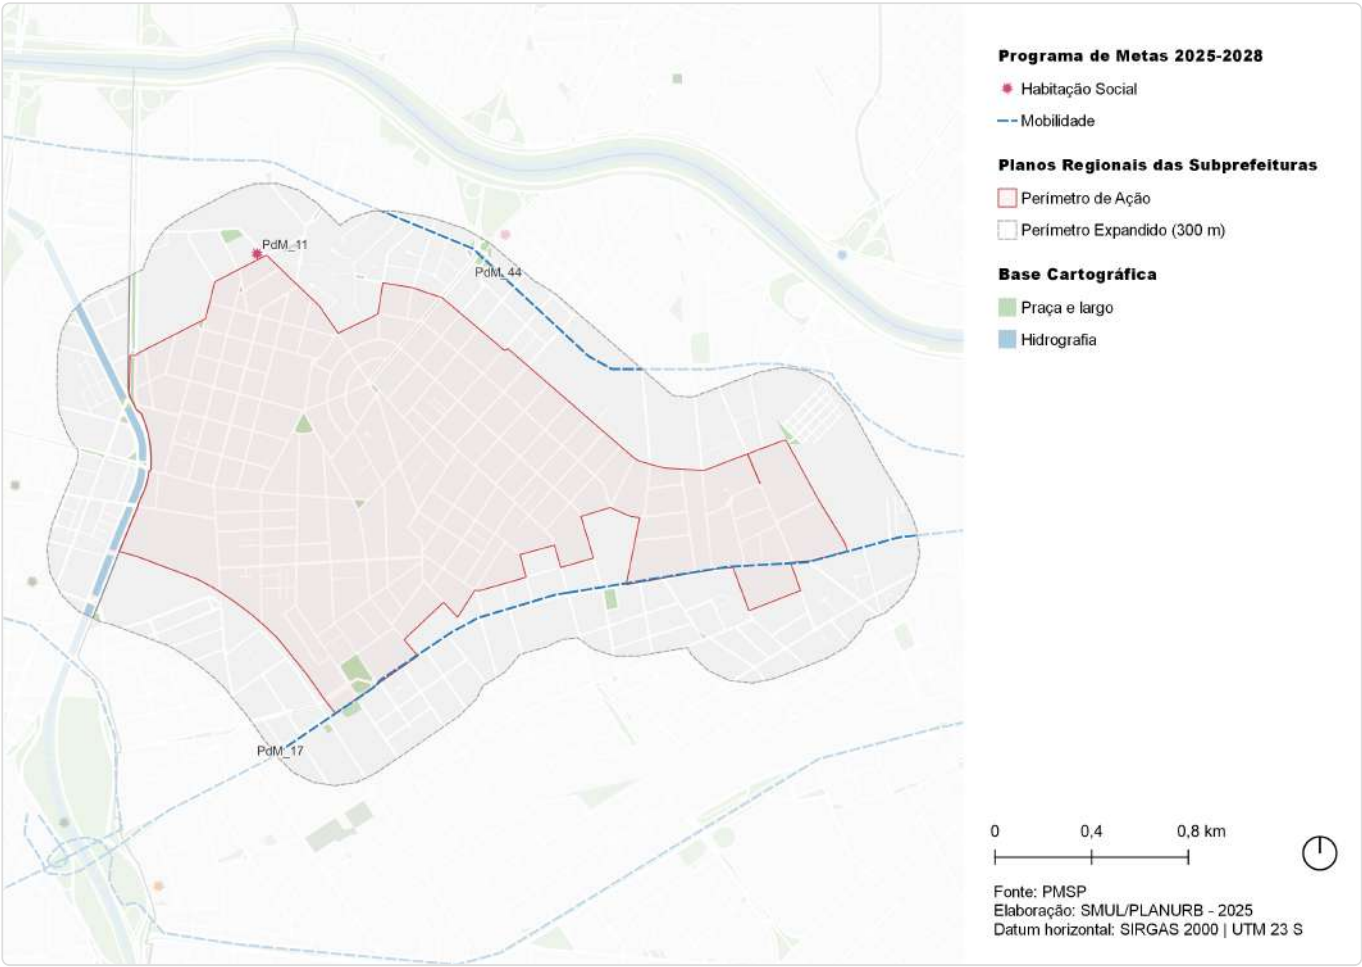 PdM_11
PdM_44
PdM_17
Programa de Metas 2025-2028
Habitação Social
Mobilidade
Planos Regionais das Subprefeituras
Perímetro de Ação
Perímetro Expandido (300 m)
Base Cartográfica
Praça e largo
Hidrografia
0 0,4 0,8 km
Fonte: PMSP
Elaboração: SMUL/PLANURB - 2025
Datum horizontal: SIRGAS 2000 | UTM 23 S